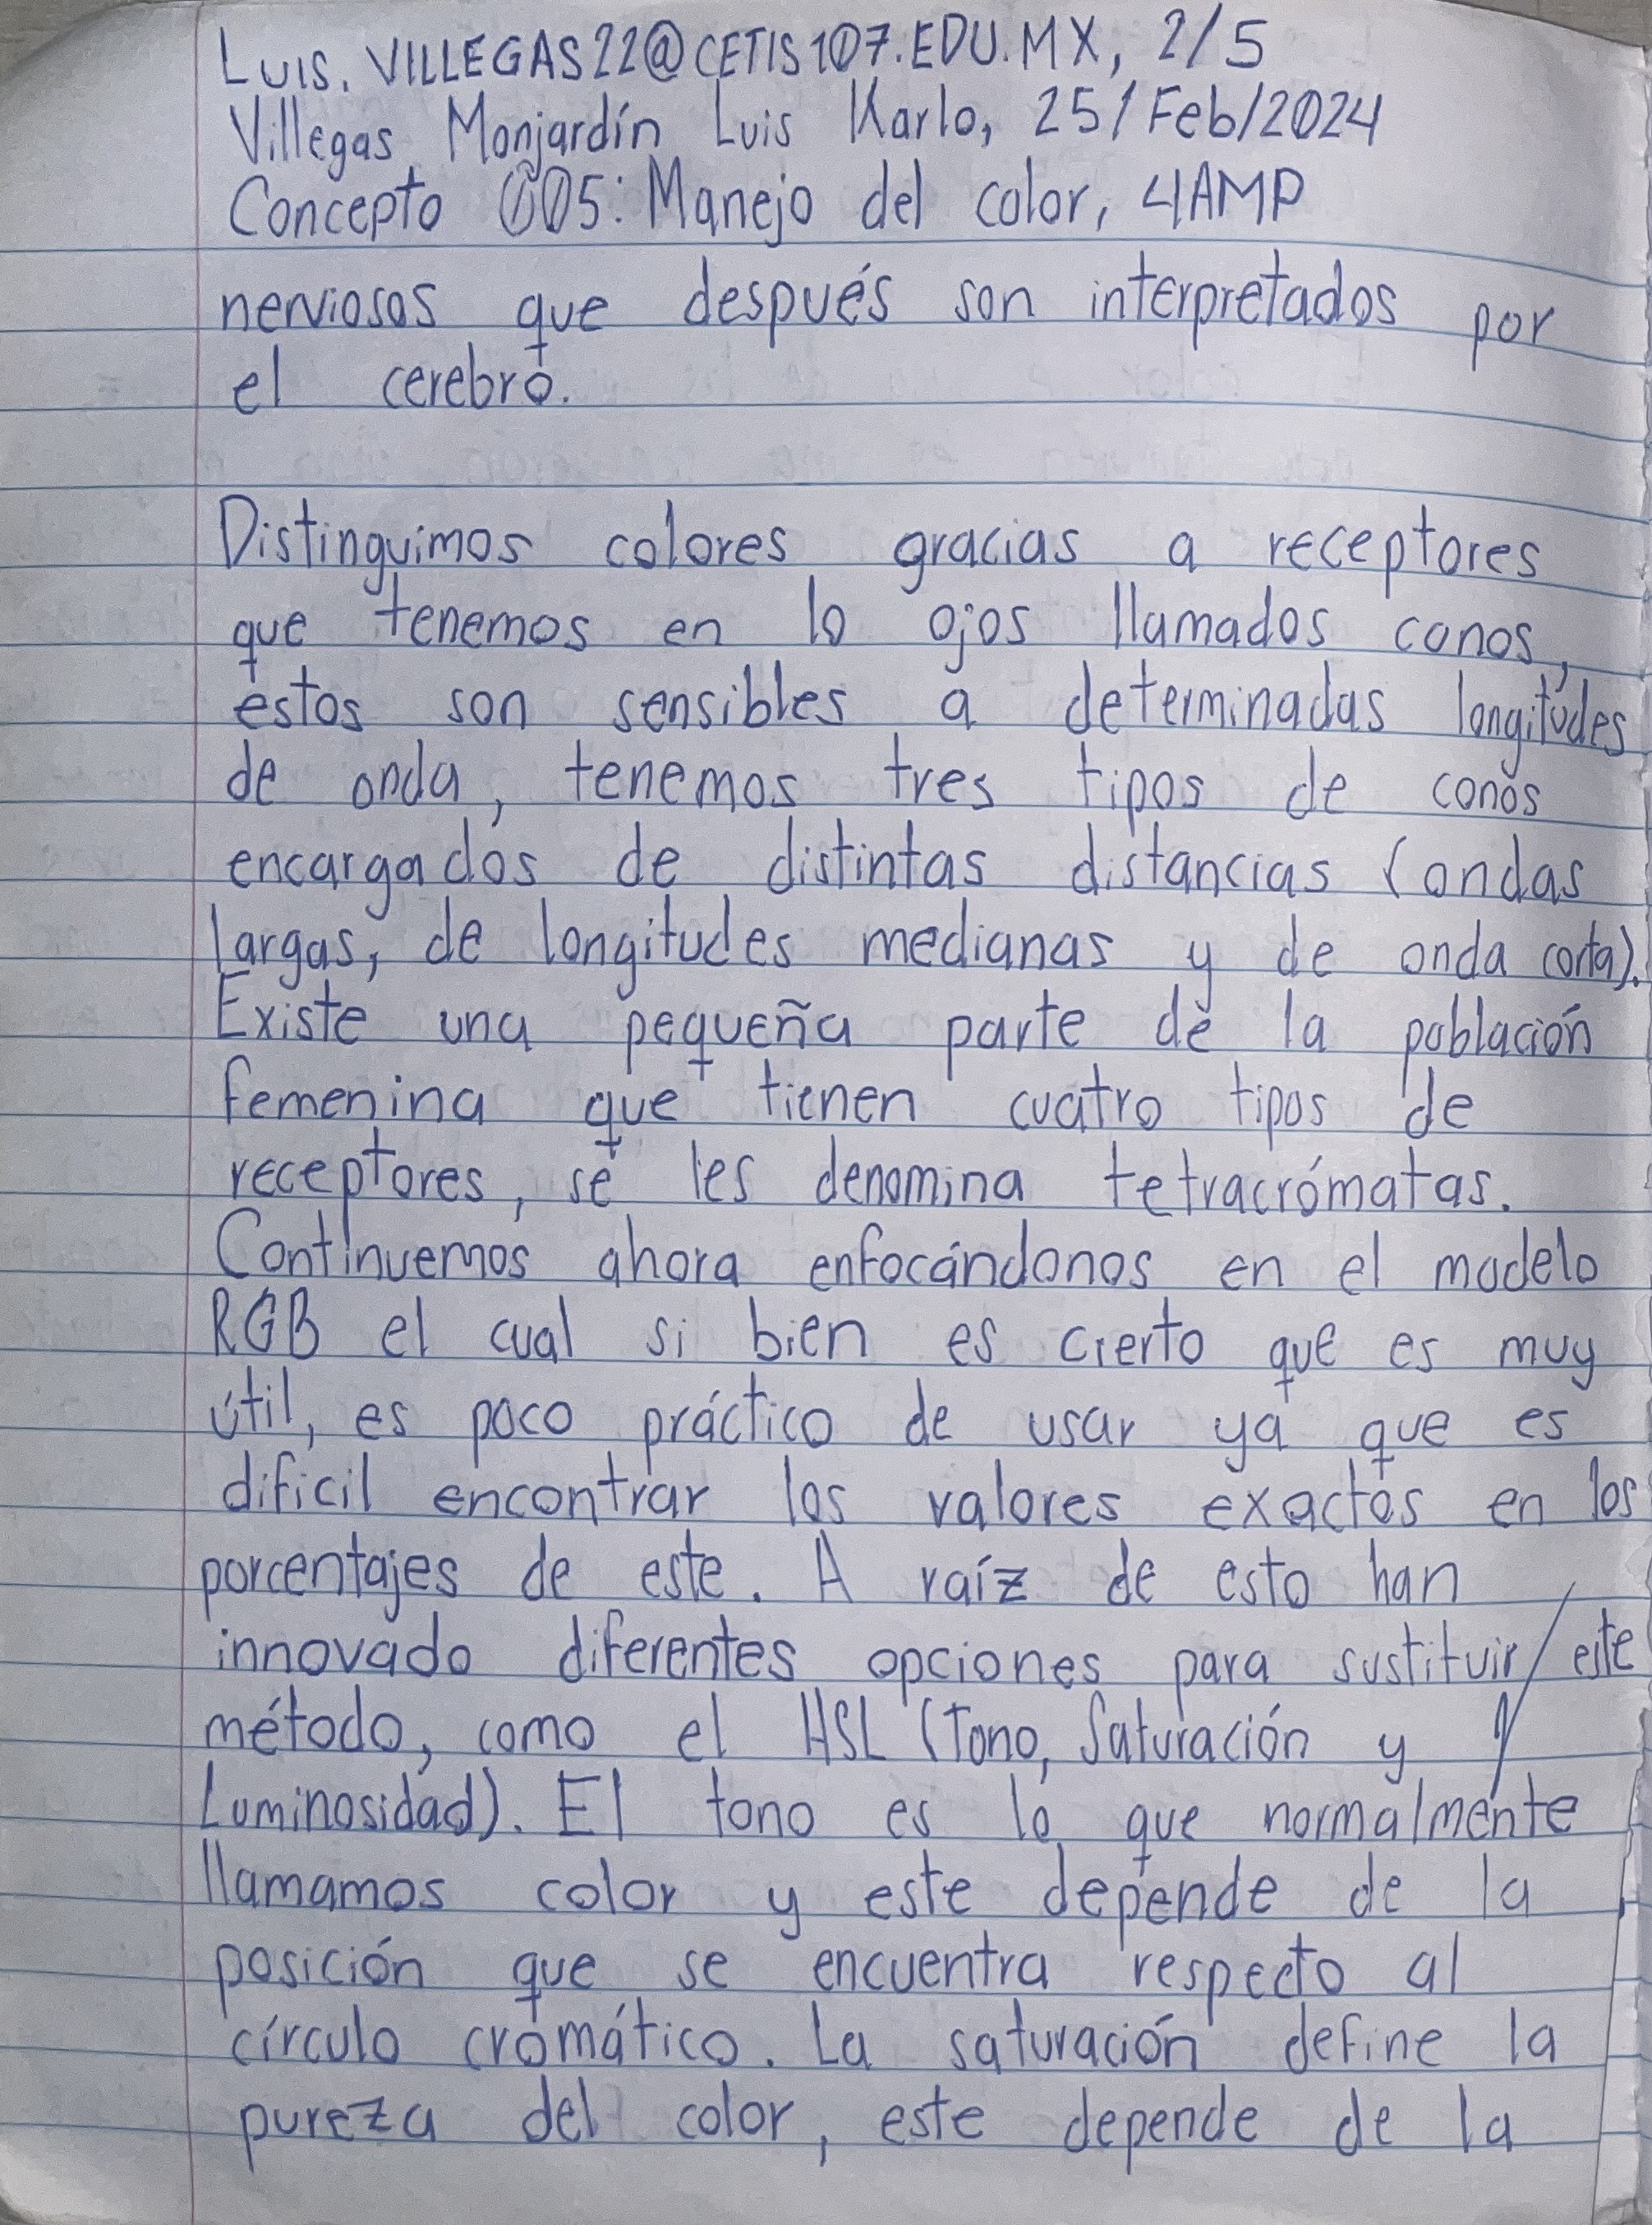 LUIS.VILLEGAS22@CETIS107.EDU.MX, 2/5
Villegas Monjardín Luis Karlo, 25/Feb/2024
Concepto 005: Manejo del color, 4AMP
nerviosos que después son interpretados por
el cerebro.
Distinguimos colores gracias a receptores
que tenemos en lo ojos llamados conos,
estos son sensibles a determinadas longitudes
de onda, tenemos tres tipos de conos
encargados de distintas distancias (ondas
largas, de longitudes medianas y de onda corta).
Existe una pequeña parte de la población
femenina que tienen cuatro tipos de
receptores, se les denomina tetracrómatas.
Continuemos ahora enfocándonos en el modelo
RGB el cual si bien es cierto que es muy
útil, es poco práctico de usar ya que es
dificil encontrar los valores exactos en los
porcentajes de este. A raíz de esto han
innovado diferentes opciones para sustituir este
método, como el HSL (Tono, Saturación y
Luminosidad). El tono es lo que normalmente
llamamos color y este depende de la
posición que se encuentra respecto al
círculo cromático. La saturación define la
pureza del color, este depende de la